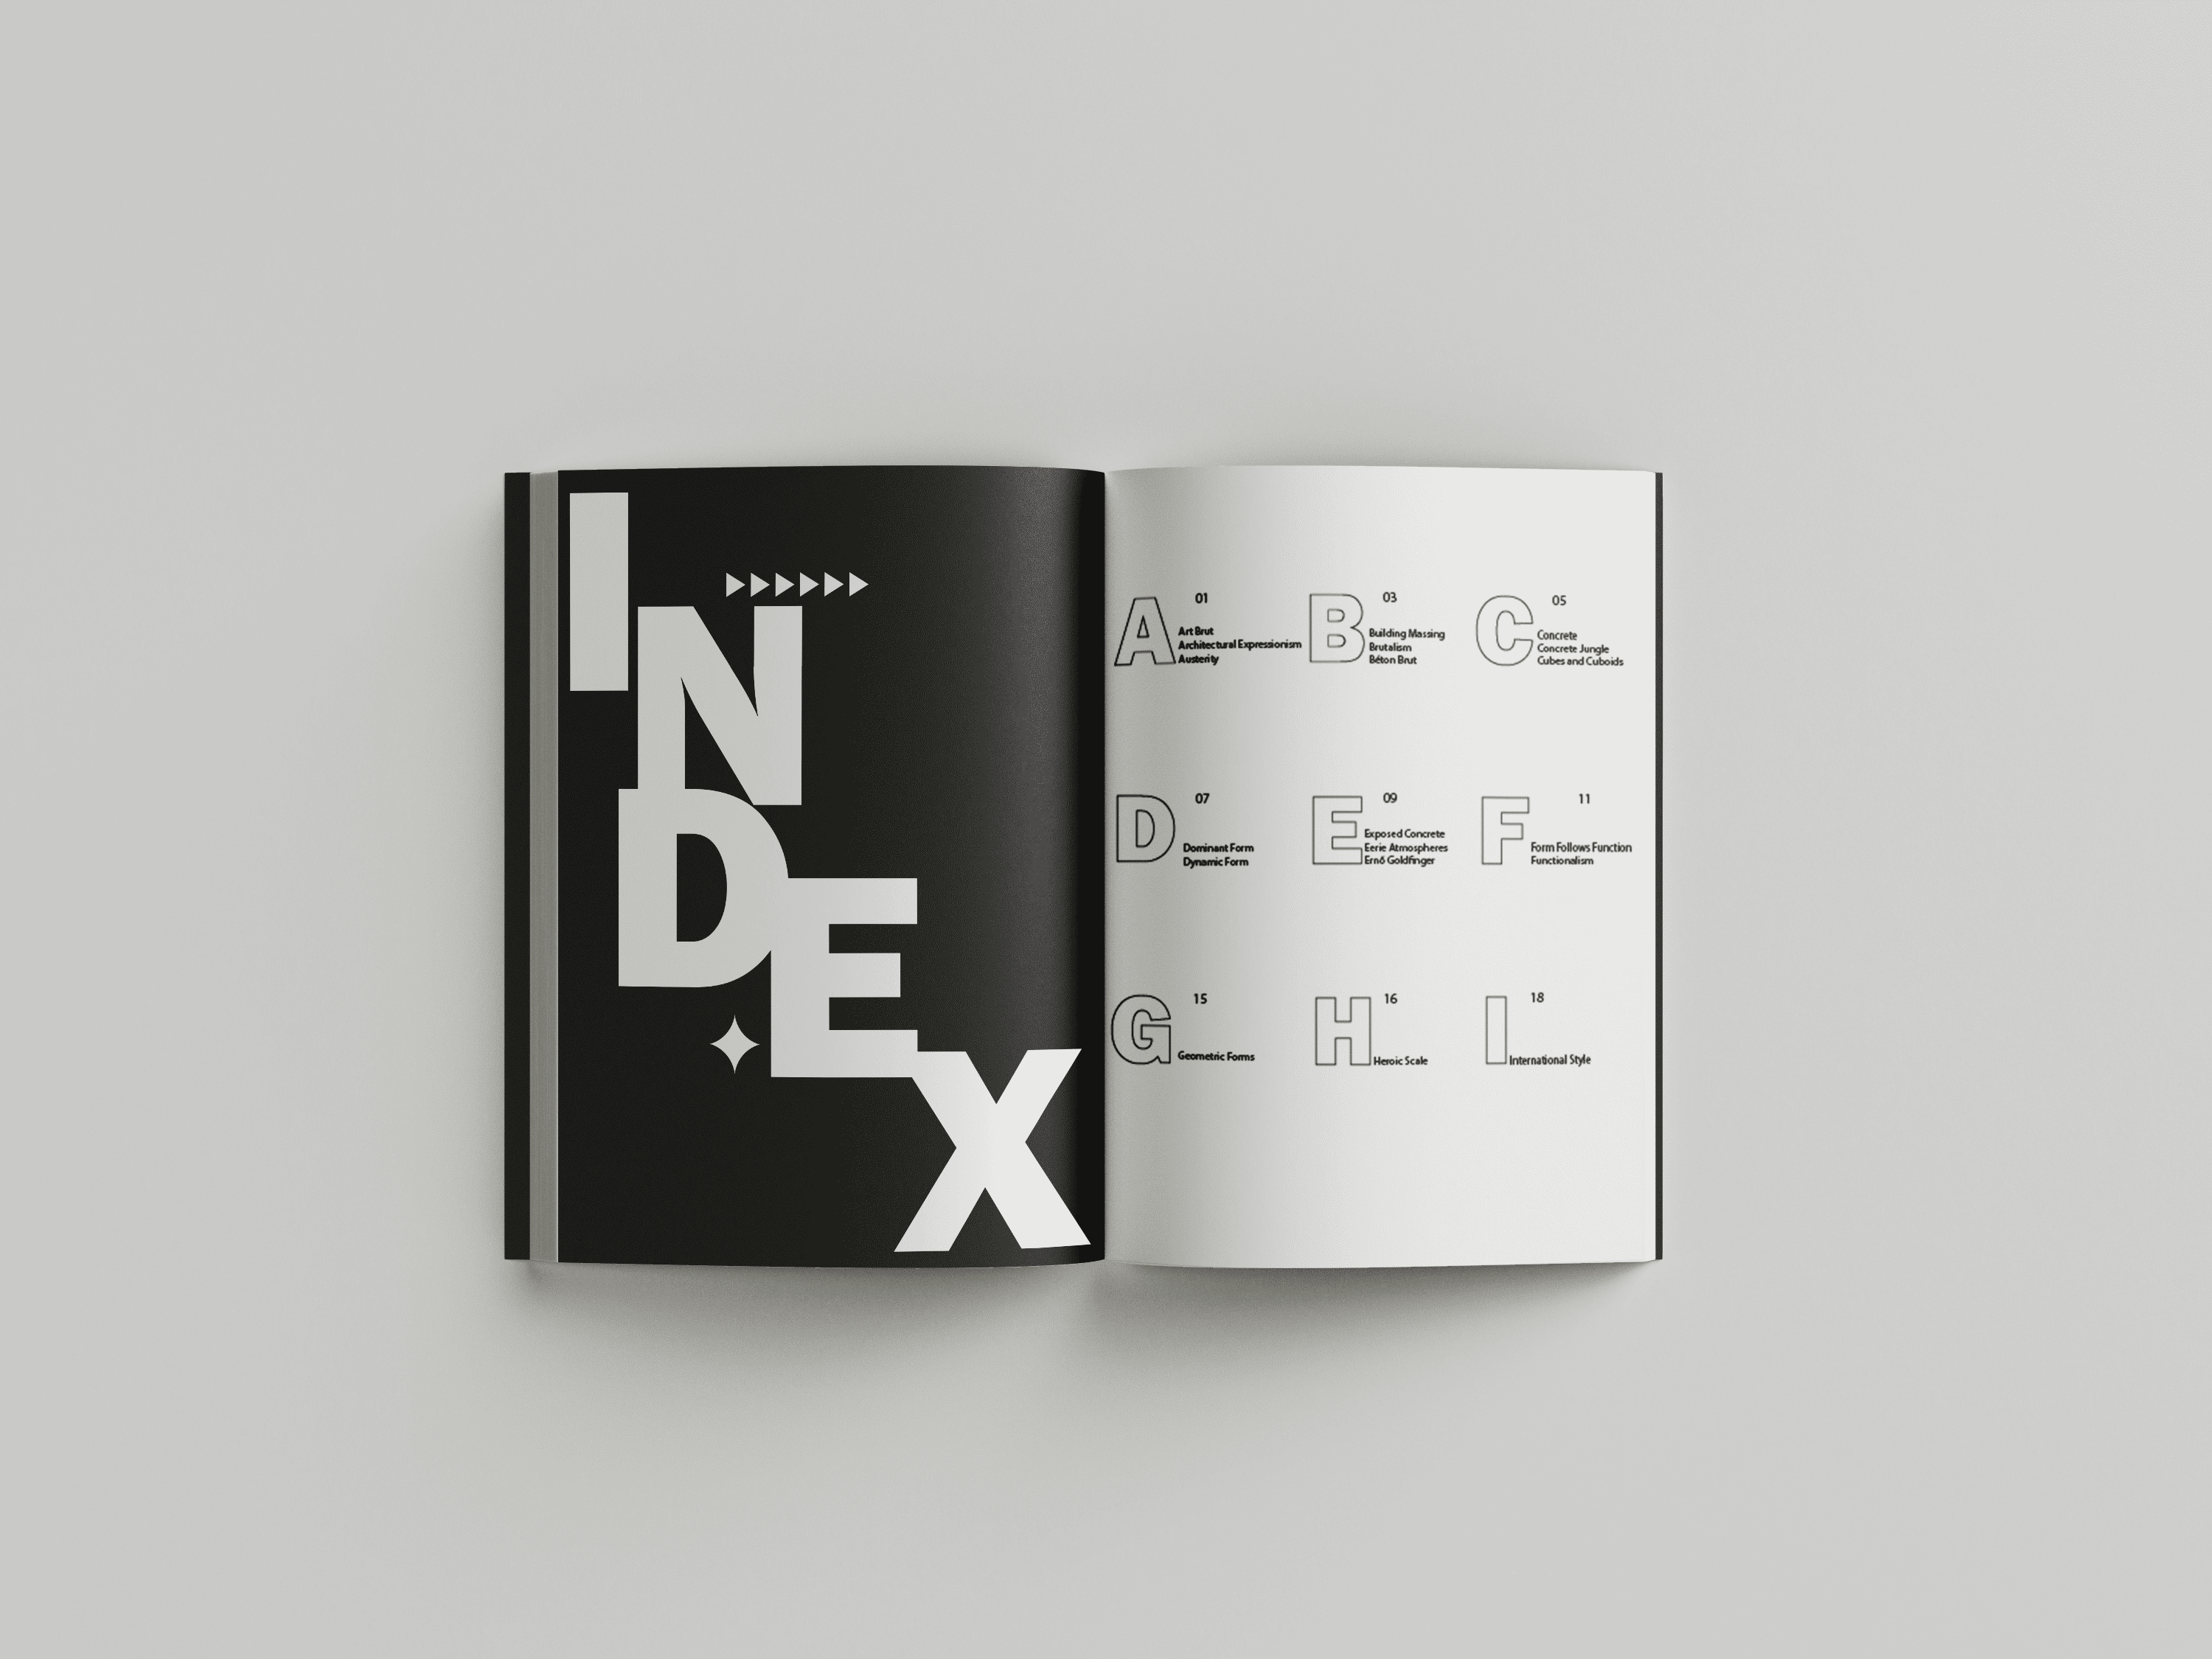 INDEX
A
01
Art Brut
Architectural Expressionism
Austerity
B
03
Building Massing
Brutalism
Béton Brut
C
05
Concrete
Concrete Jungle
Cubes and Cuboids
D
07
Dominant Form
Dynamic Form
E
09
Exposed Concrete
Eerie Atmospheres
Ernő Goldfinger
F
11
Form Follows Function
Functionalism
G
15
Geometric Forms
H
16
Heroic Scale
I
18
International Style